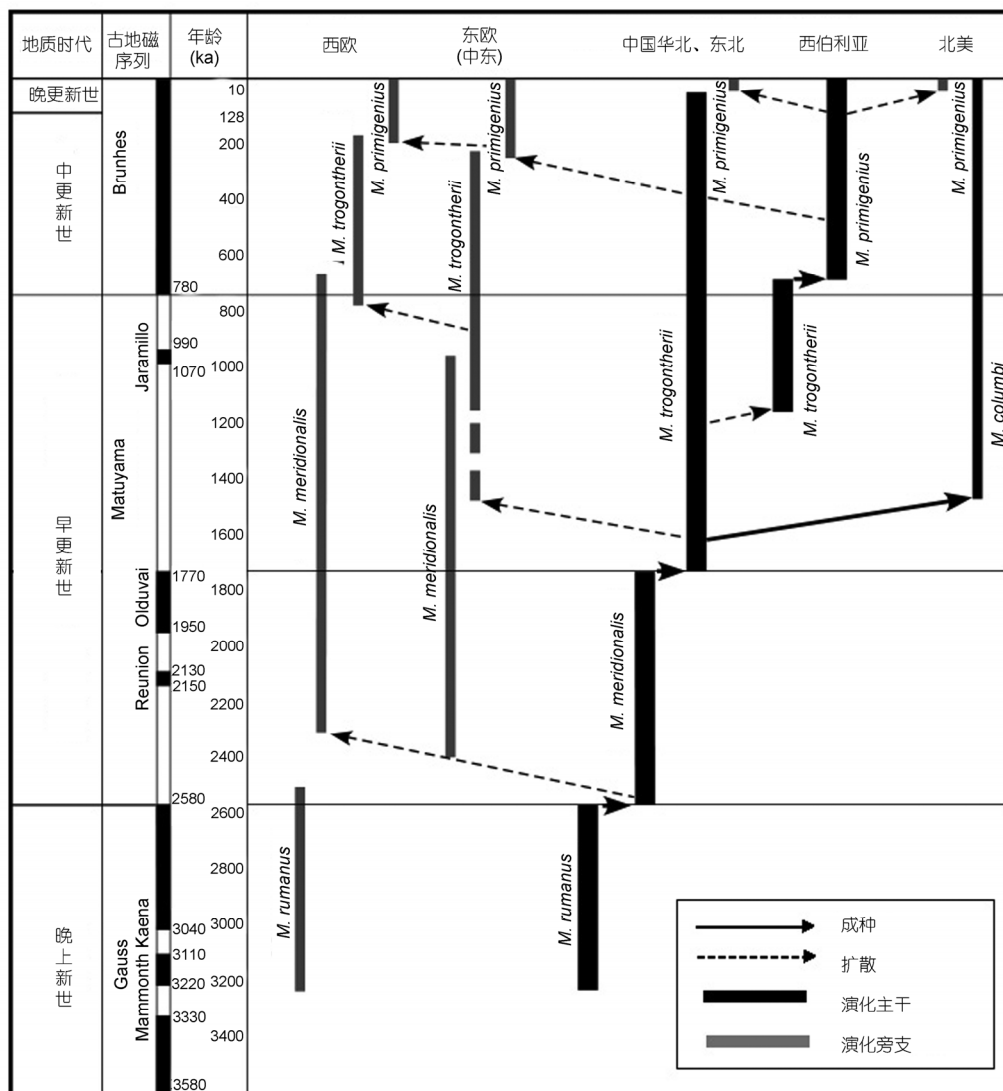 地质时代
古地磁
序列
年龄
(ka)
西欧
东欧
(中东)
中国华北、东北
西伯利亚
北美
晚更新世
中更新世
早更新世
晚上新世
Brunhes
Jaramillo
Matuyama
Olduvai
Reunion
Gauss
Mammonth Kaena
780
990
1070
1770
1950
2130
2150
2580
3040
3110
3220
3330
3580
10
128
200
400
600
800
1000
1200
1400
1600
1800
2000
2200
2400
2600
2800
3000
3200
3400
M. rumanus
M. meridionalis
M. trogontherii
M. primigenius
M. meridionalis
M. trogontherii
M. primigenius
M. rumanus
M. meridionalis
M. trogontherii
M. primigenius
M. trogontherii
M. primigenius
M. primigenius
M. columbi
成种
扩散
演化主干
演化旁支